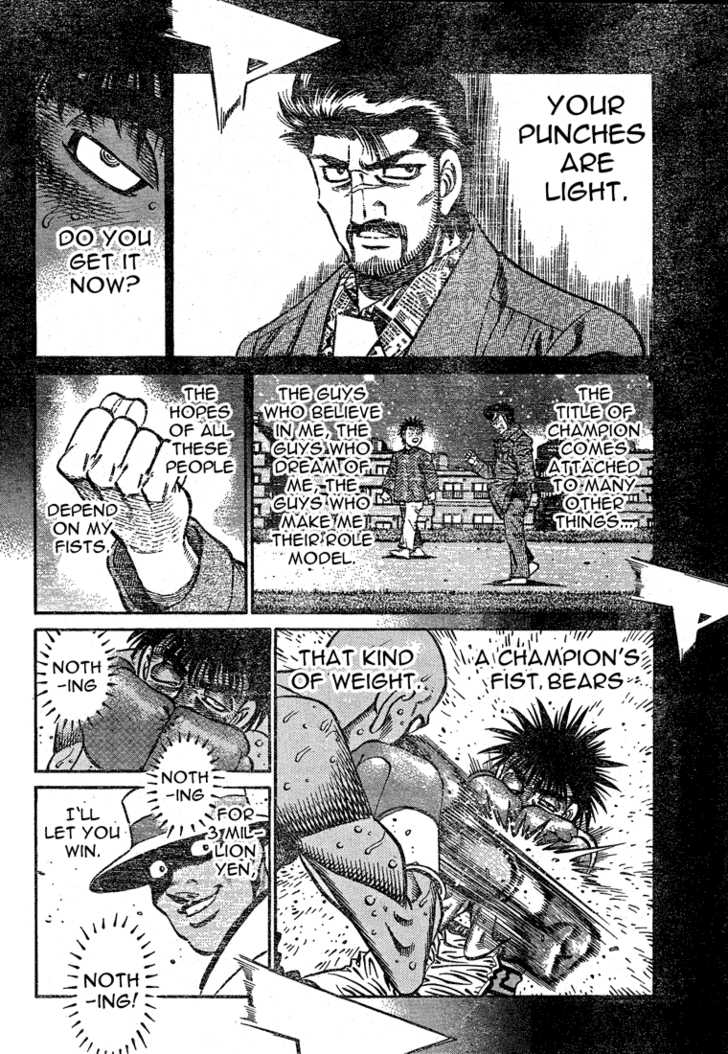 YOUR
PUNCHES
ARE
LIGHT.
DO YOU
GET IT
NOW?
THE
TITLE OF
CHAMPION
COMES
ATTACHED
TO MANY
OTHER
THINGS...
THE GUYS
WHO BELIEVE
IN ME, THE
GUYS WHO
DREAM OF
ME, THE
GUYS WHO
MAKE ME
THEIR ROLE
MODEL.
THE
HOPES
OF ALL
THESE
PEOPLE
DEPEND
ON MY
FISTS.
A CHAMPION'S
FIST, BEARS
THAT KIND
OF WEIGHT.
NOTH
-ING
NOTH
-ING
FOR
3 MIL-
LION
YEN,
I'LL
LET YOU
WIN.
NOTH
-ING!